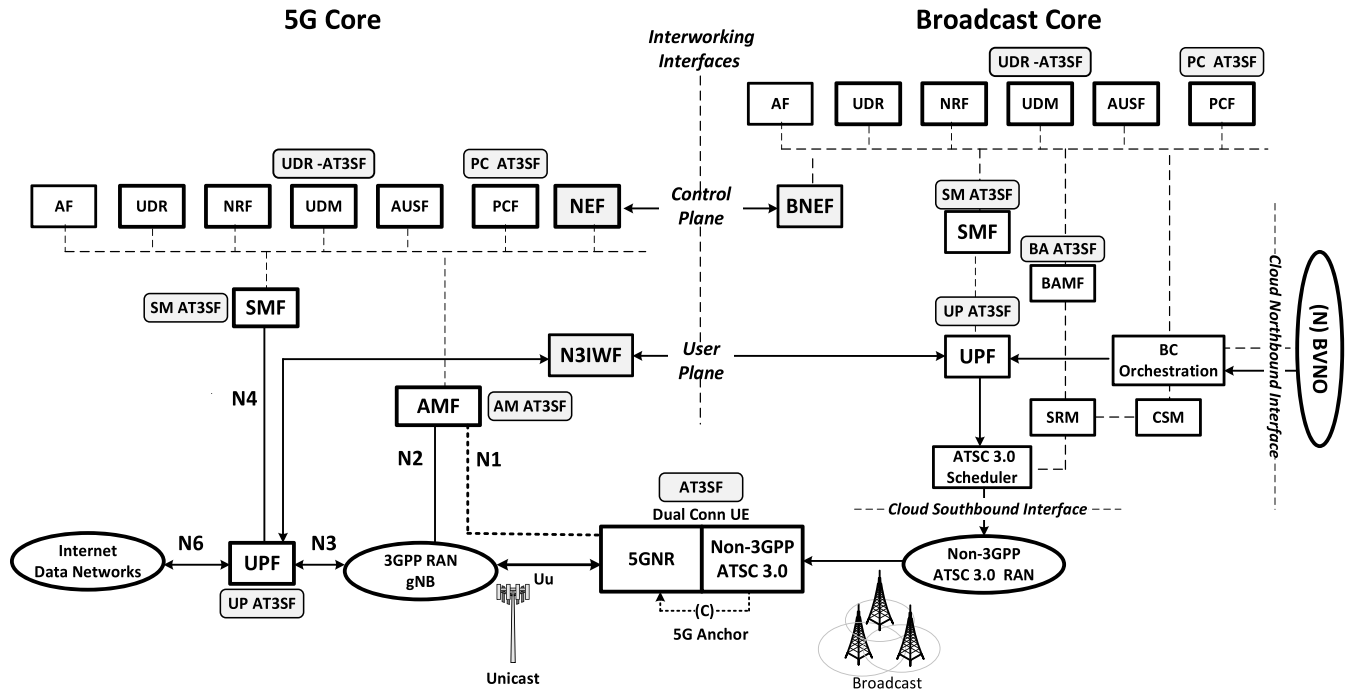 5G Core
Broadcast Core
Interworking
Interfaces
UDR -AT3SF
PC AT3SF
AF
UDR
NRF
UDM
AUSF
PCF
UDR -AT3SF
PC AT3SF
AF
UDR
NRF
UDM
AUSF
PCF
NEF
Control
Plane
BNEF
SM AT3SF
SMF
BA AT3SF
BAMF
SM AT3SF
SMF
UP AT3SF
N3IWF
User
Plane
UPF
BC
Orchestration
Cloud Northbound Interface
(N) BVNO
N4
AMF
AM AT3SF
SRM
CSM
N2
N1
ATSC 3.0
Scheduler
AT3SF
Dual Conn UE
Cloud Southbound Interface
Internet
Data Networks
N6
UPF
N3
3GPP RAN
gNB
Uu
5GNR
Non-3GPP
ATSC 3.0
Non-3GPP
ATSC 3.0 RAN
UP AT3SF
(C)
5G Anchor
Unicast
Broadcast